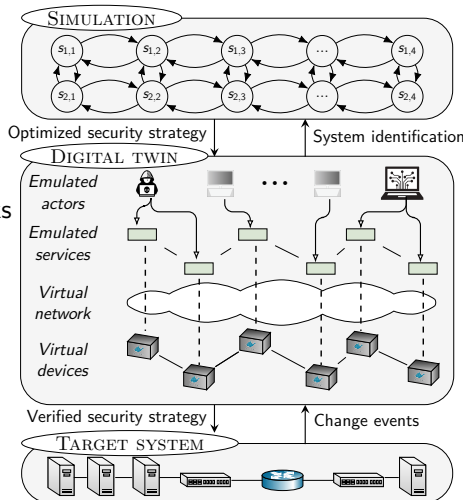 SIMULATION
s1,1 s1,2 s1,3 ... s1,4
s2,1 s2,2 s2,3 ... s2,4
Optimized security strategy System identification
DIGITAL TWIN
Emulated
actors
...
Emulated
services
Virtual
network
Virtual
devices
Verified security strategy Change events
TARGET SYSTEM